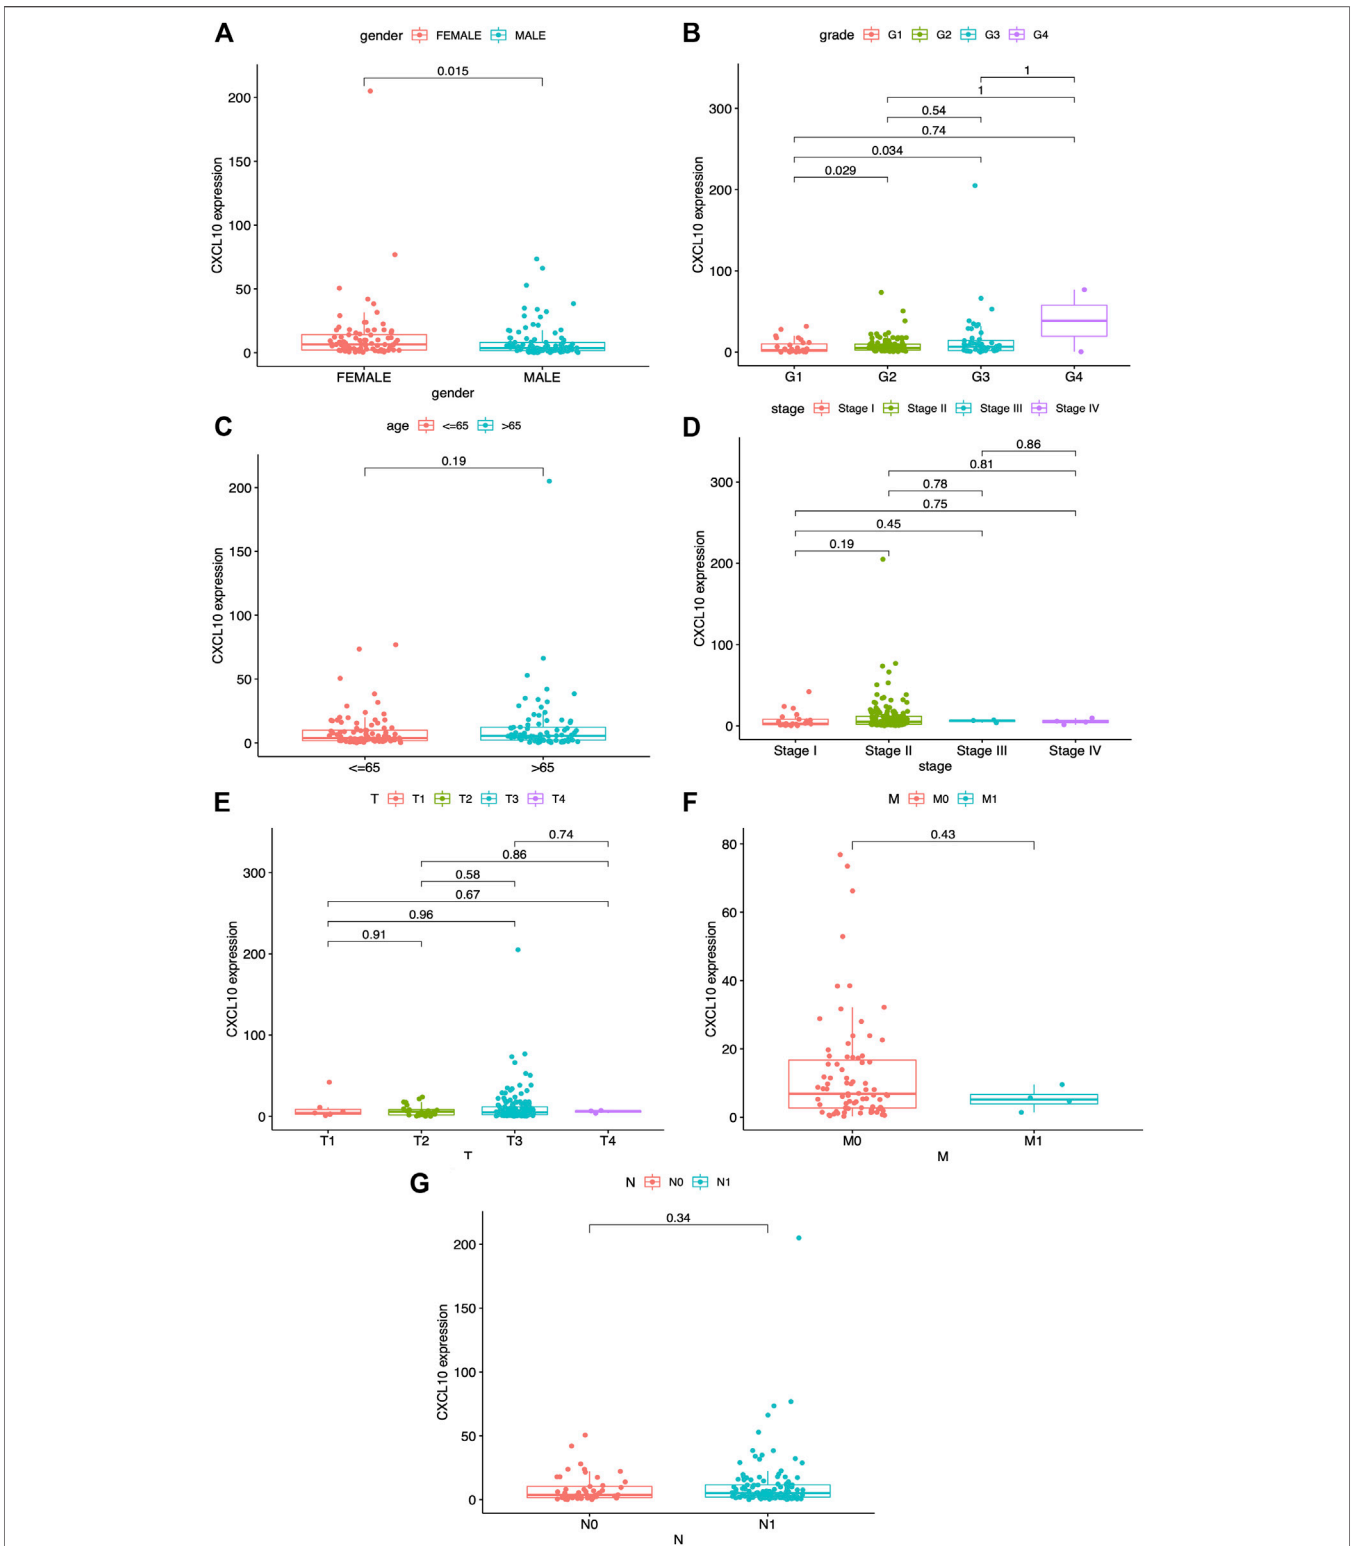 A
gender FEMALE MALE
0.015
200
150
100
50
0
CXCL10 expression
FEMALE MALE
gender
B
grade G1 G2 G3 G4
1
1
0.54
0.74
0.034
0.029
300
200
100
0
CXCL10 expression
G1 G2 G3 G4
C
age <=65 >65
0.19
200
150
100
50
0
CXCL10 expression
<=65 >65
D
stage Stage I Stage II Stage III Stage IV
0.86
0.81
0.78
0.75
0.45
0.19
300
200
100
0
CXCL10 expression
Stage I Stage II Stage III Stage IV
stage
E
T T1 T2 T3 T4
0.74
0.86
0.58
0.67
0.96
0.91
300
200
100
0
CXCL10 expression
T1 T2 T3 T4
T
F
M M0 M1
0.43
80
60
40
20
0
CXCL10 expression
M0 M1
M
G
N N0 N1
0.34
200
150
100
50
0
CXCL10 expression
N0 N1
N